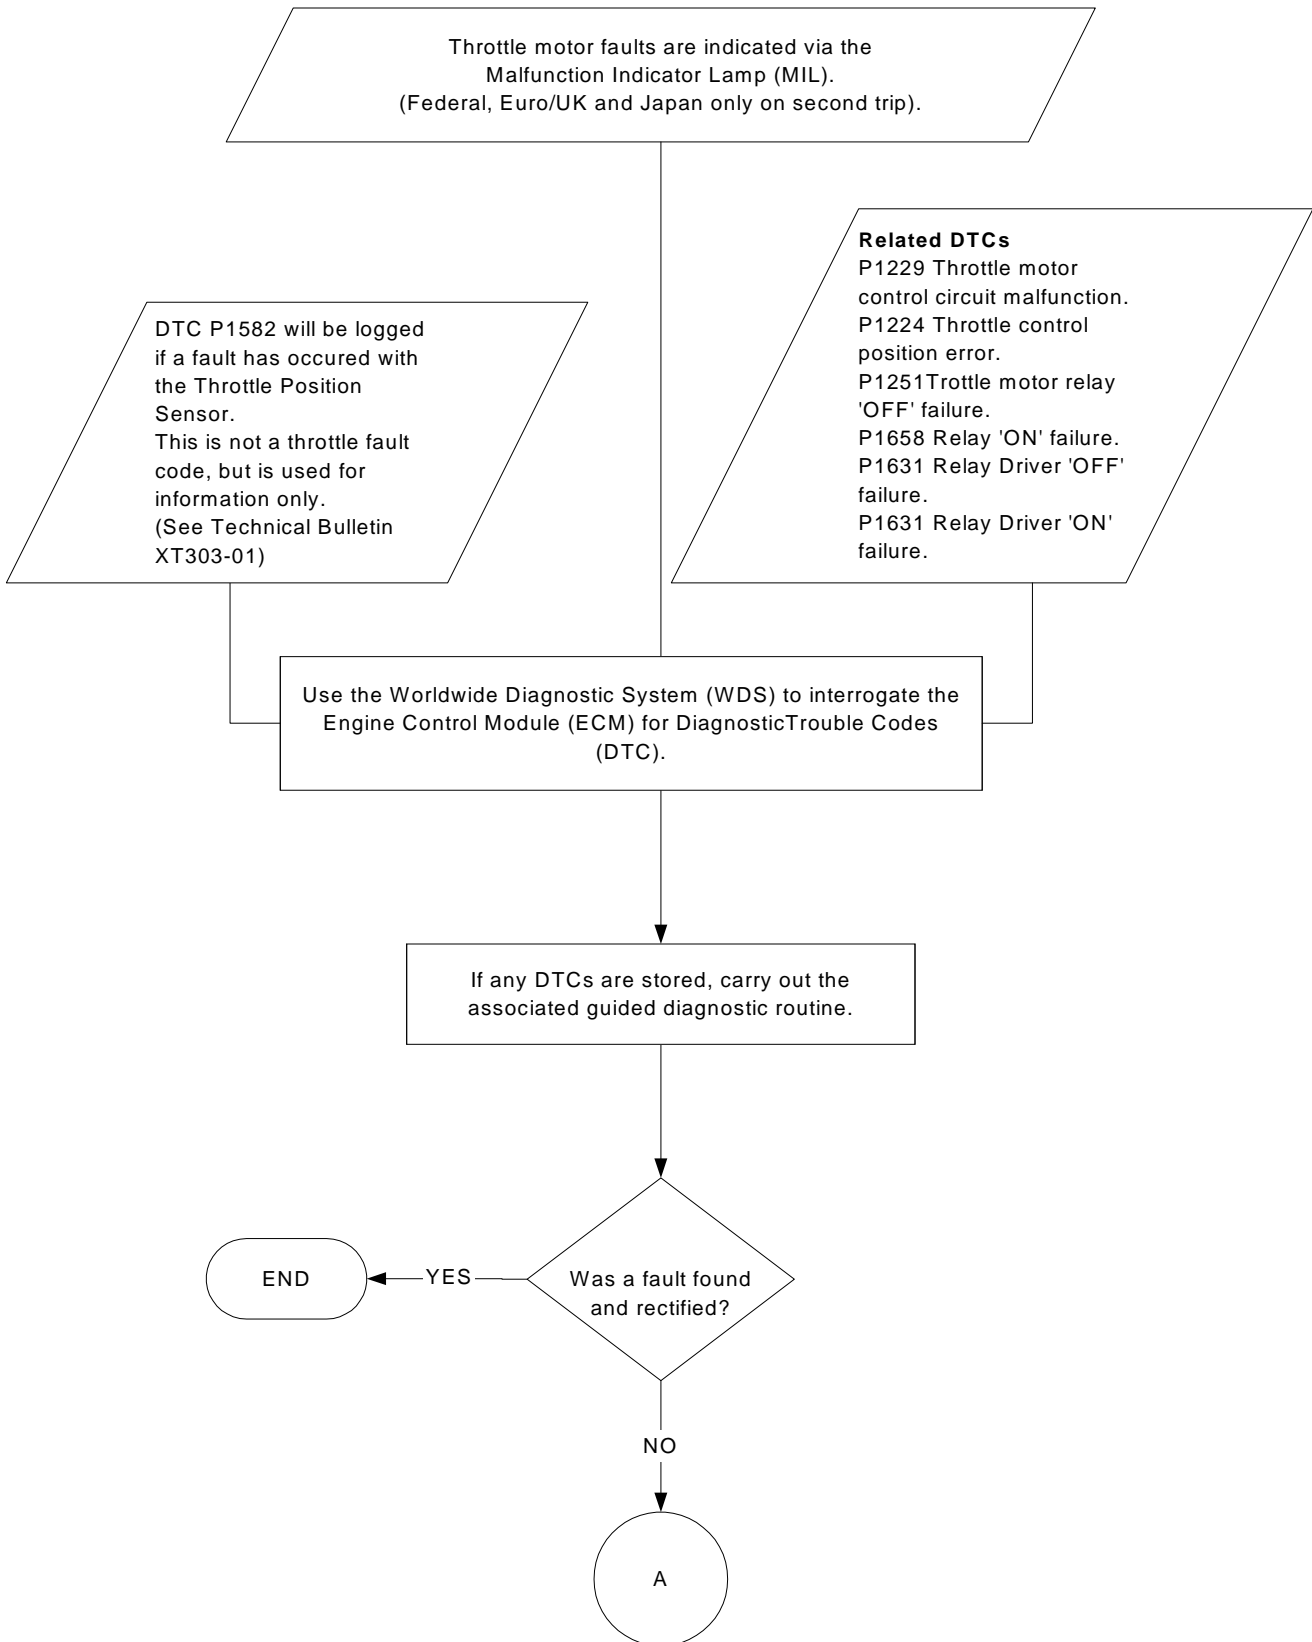 Throttle motor faults are indicated via the
Malfunction Indicator Lamp (MIL).
(Federal, Euro/UK and Japan only on second trip).
DTC P1582 will be logged
if a fault has occured with
the Throttle Position
Sensor.
This is not a throttle fault
code, but is used for
information only.
(See Technical Bulletin
XT303-01)
Related DTCs
P1229 Throttle motor
control circuit malfunction.
P1224 Throttle control
position error.
P1251Trottle motor relay
'OFF' failure.
P1658 Relay 'ON' failure.
P1631 Relay Driver 'OFF'
failure.
P1631 Relay Driver 'ON'
failure.
Use the Worldwide Diagnostic System (WDS) to interrogate the
Engine Control Module (ECM) for DiagnosticTrouble Codes
(DTC).
If any DTCs are stored, carry out the
associated guided diagnostic routine.
Was a fault found
and rectified?
YES
END
NO
A